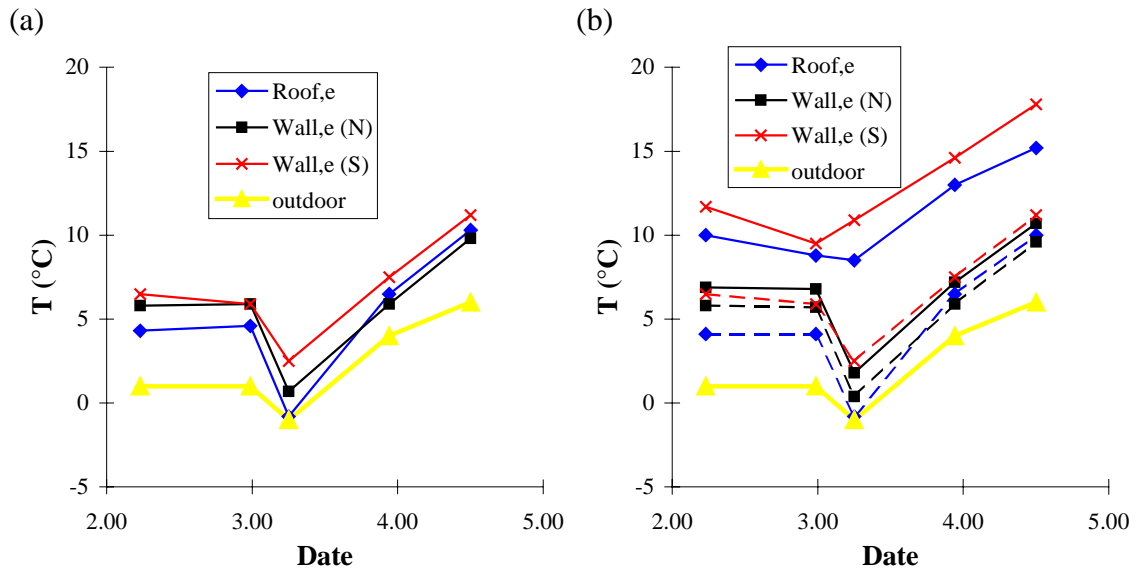 (a)
20
15
10
5
0
-5
T (°C)
2.00 3.00 4.00 5.00
Date
Roof,e
Wall,e (N)
Wall,e (S)
outdoor
(b)
20
15
10
5
0
-5
T (°C)
2.00 3.00 4.00 5.00
Date
Roof,e
Wall,e (N)
Wall,e (S)
outdoor